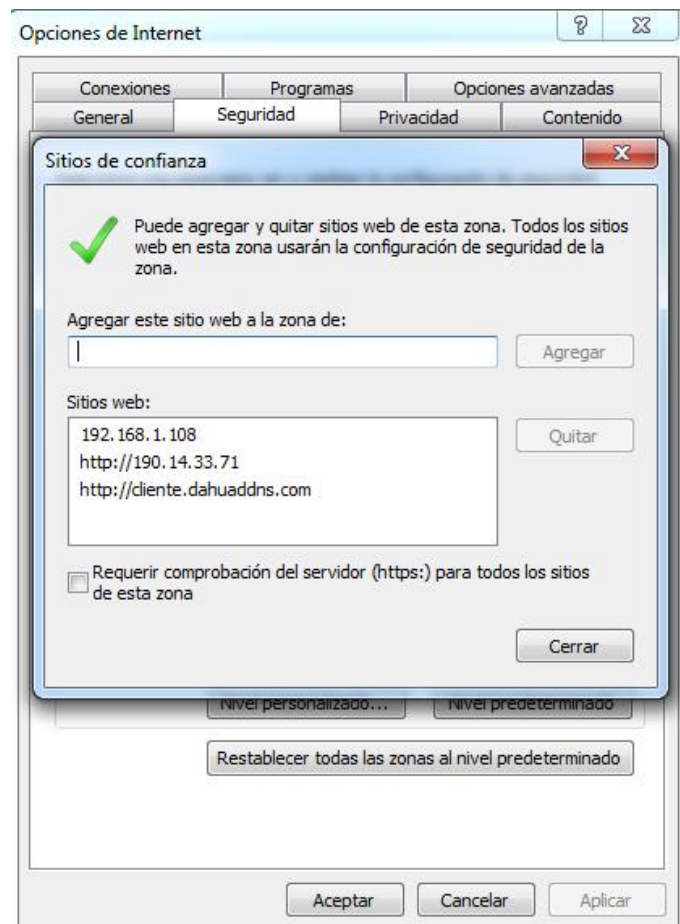 Opciones de Internet
Conexiones Programas Opciones avanzadas
General Seguridad Privacidad Contenido
Sitios de confianza
Puede agregar y quitar sitios web de esta zona. Todos los sitios
web en esta zona usarán la configuración de seguridad de la
zona.
Agregar este sitio web a la zona de:
Agregar
Sitios web:
192.168.1.108
http://190.14.33.71
http://cliente.dahuaddns.com
Quitar
Requerir comprobación del servidor (https:) para todos los sitios
de esta zona
Cerrar
Nivel personalizado... Nivel predeterminado
Restablecer todas las zonas al nivel predeterminado
Aceptar Cancelar Aplicar